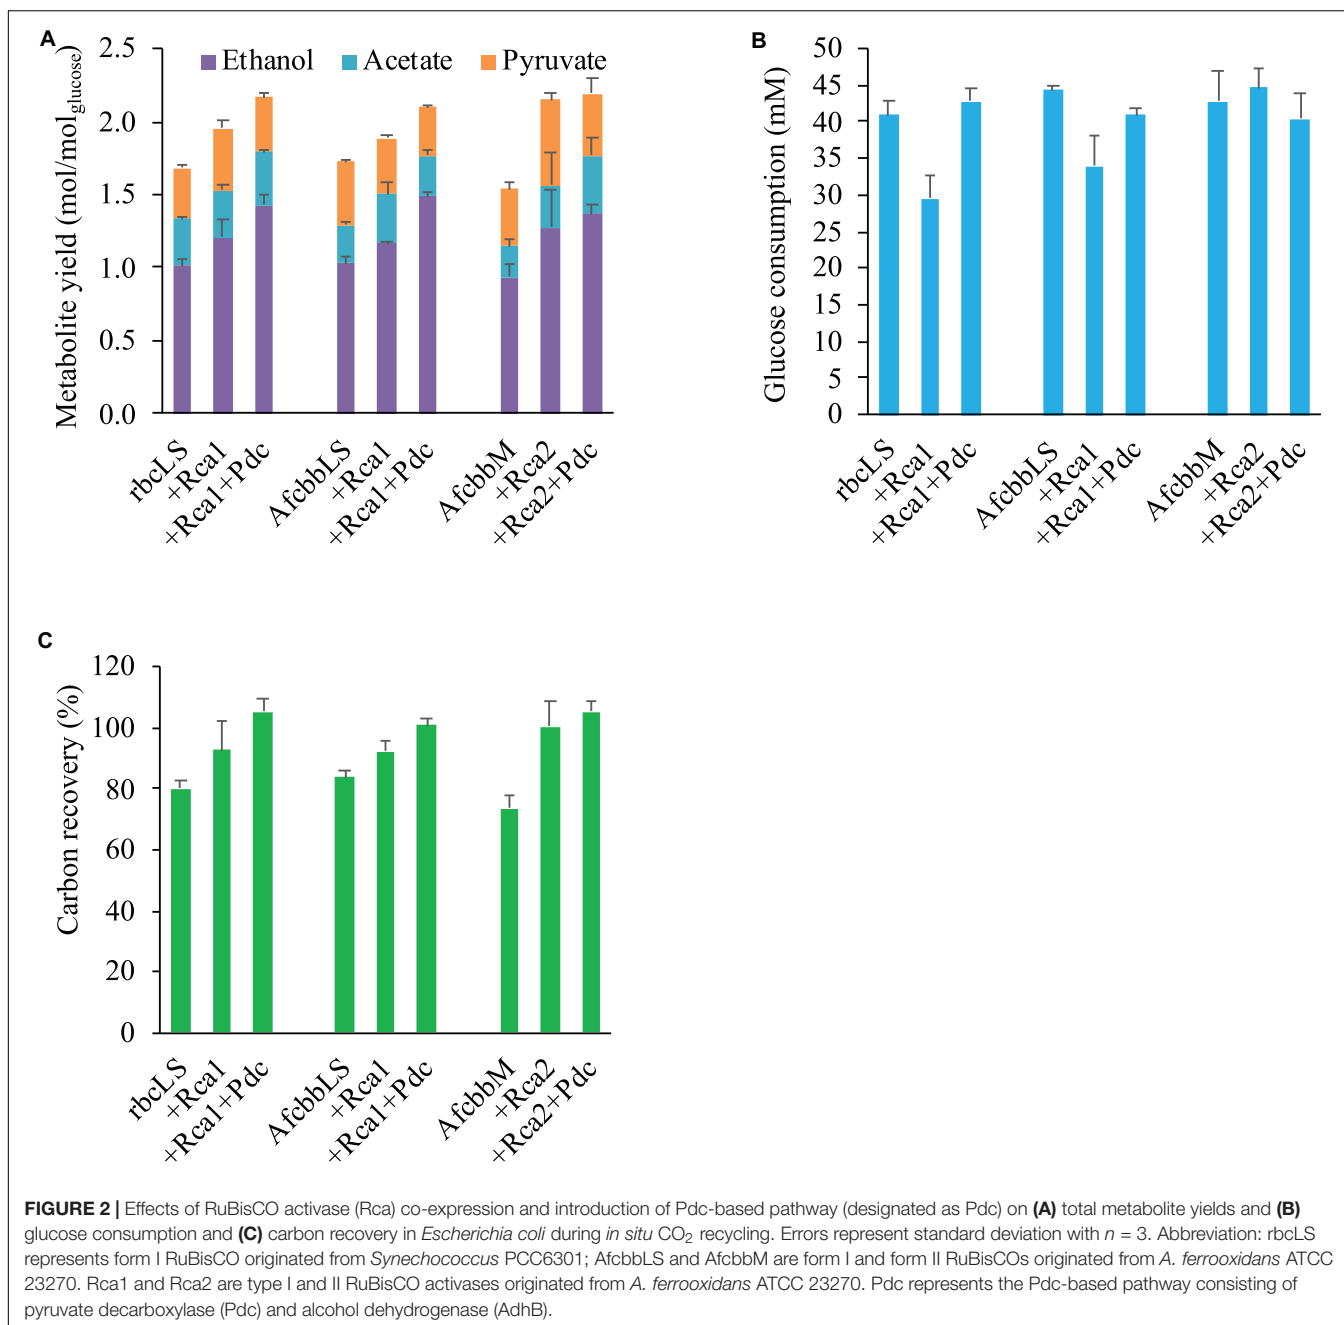 A
Metabolite yield (mol/mol glucose)
2.5
2.0
1.5
1.0
0.5
0.0
Ethanol Acetate Pyruvate
rbcLS
+Rca1
+Rca1+Pdc
AfcbbLS
+Rca1
+Rca1+Pdc
AfcbbM
+Rca2
+Rca2+Pdc
B
Glucose consumption (mM)
50
45
40
35
30
25
20
15
10
5
0
rbcLS
+Rca1
+Rca1+Pdc
AfcbbLS
+Rca1
+Rca1+Pdc
AfcbbM
+Rca2
+Rca2+Pdc
C
Carbon recovery (%)
120
100
80
60
40
20
0
rbcLS
+Rca1
+Rca1+Pdc
AfcbbLS
+Rca1
+Rca1+Pdc
AfcbbM
+Rca2
+Rca2+Pdc
FIGURE 2 | Effects of RuBisCO activase (Rca) co-expression and introduction of Pdc-based pathway (designated as Pdc) on (A) total metabolite yields and (B)
glucose consumption and (C) carbon recovery in Escherichia coli during in situ CO2 recycling. Errors represent standard deviation with n = 3. Abbreviation: rbcLS
represents form I RuBisCO originated from Synechococcus PCC6301; AfcbbLS and AfcbbM are form I and form II RuBisCOs originated from A. ferrooxidans ATCC
23270. Rca1 and Rca2 are type I and II RuBisCO activases originated from A. ferrooxidans ATCC 23270. Pdc represents the Pdc-based pathway consisting of
pyruvate decarboxylase (Pdc) and alcohol dehydrogenase (AdhB).